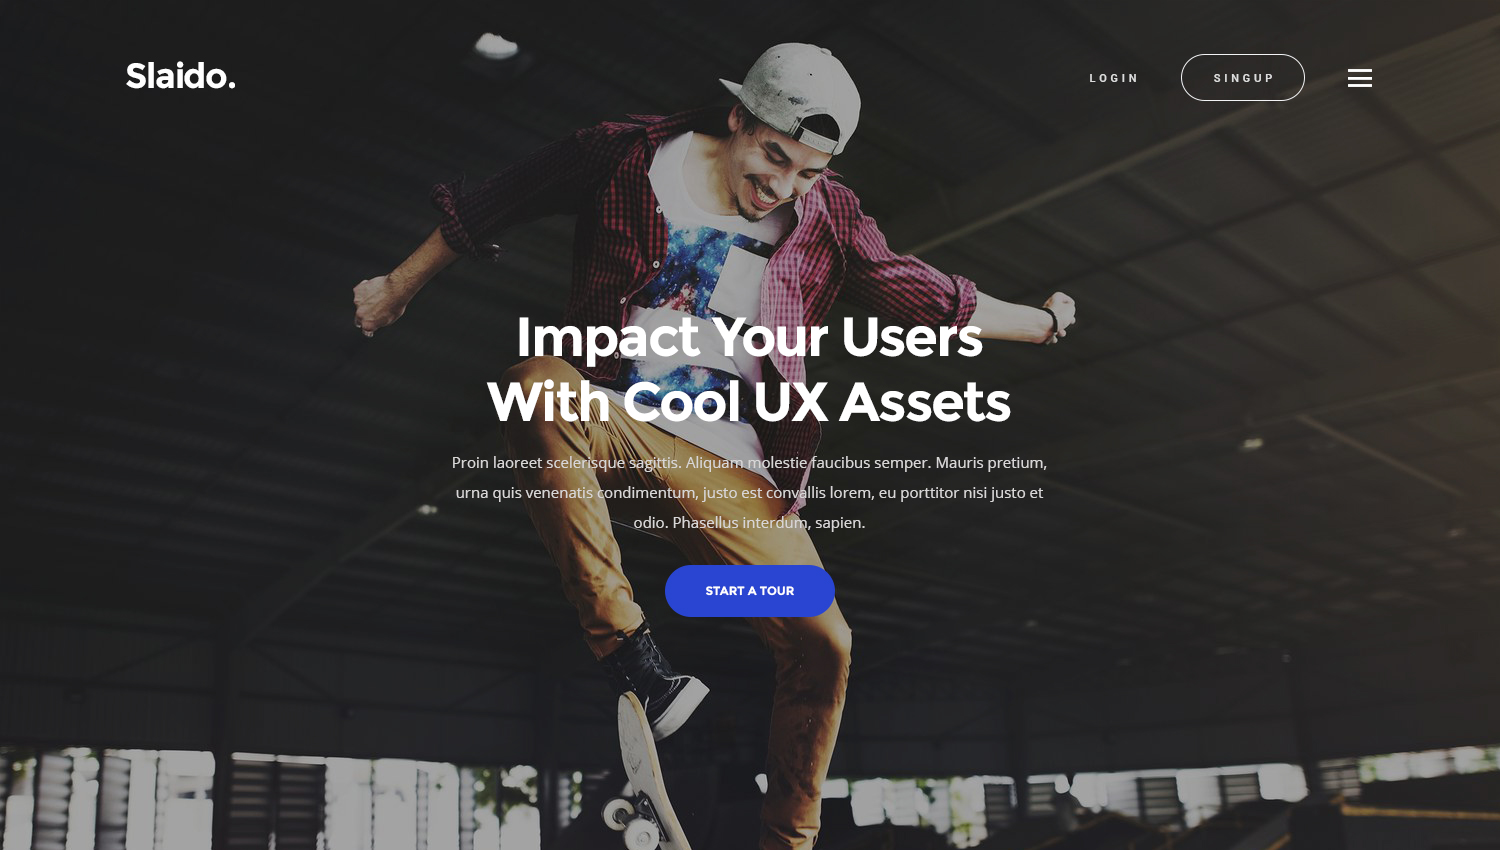 Slaido.
LOGIN
SINGUP
Impact Your Users
With Cool UX Assets
Proin laoreet scelerisque sagittis. Aliquam molestie faucibus semper. Mauris pretium,
urna quis venenatis condimentum, justo est convallis lorem, eu porttitor nisi justo et
odio. Phasellus interdum, sapien.
START A TOUR